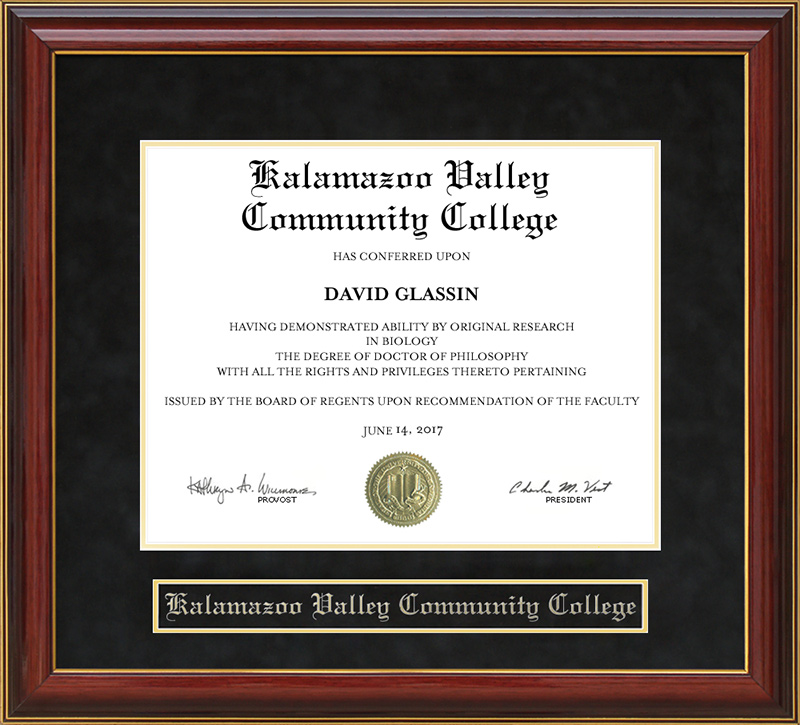 Kalamazoo Valley
Community College
HAS CONFERRED UPON
DAVID GLASSIN
HAVING DEMONSTRATED ABILITY BY ORIGINAL RESEARCH
IN BIOLOGY
THE DEGREE OF DOCTOR OF PHILOSOPHY
WITH ALL THE RIGHTS AND PRIVILEGES THERETO PERTAINING
ISSUED BY THE BOARD OF REGENTS UPON RECOMMENDATION OF THE FACULTY
JUNE 14, 2017
Charles M. Vest
PROVOST
PRESIDENT
Kalamazoo Valley Community College